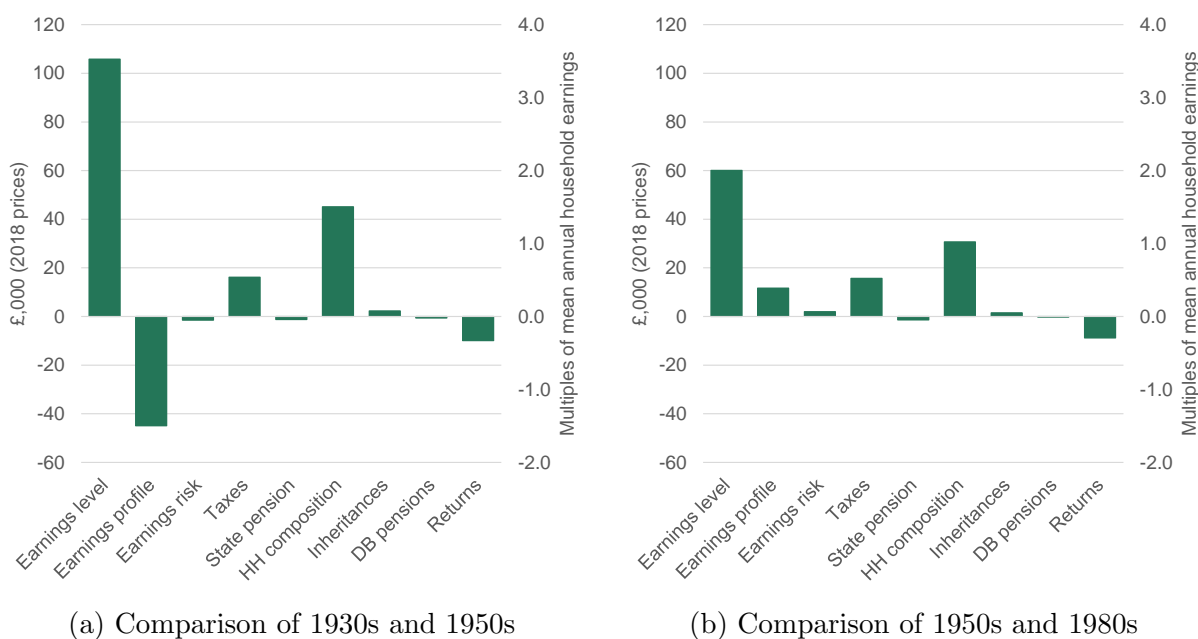 120
100
80
60
40
20
0
-20
-40
-60
£,000 (2018 prices)
4.0
3.0
2.0
1.0
0.0
-1.0
-2.0
Multiples of mean annual household earnings
Earnings level
Earnings profile
Earnings risk
Taxes
State pension
HH composition
Inheritances
DB pensions
Returns
(a) Comparison of 1930s and 1950s
120
100
80
60
40
20
0
-20
-40
-60
£,000 (2018 prices)
4.0
3.0
2.0
1.0
0.0
-1.0
-2.0
Multiples of mean annual household earnings
Earnings level
Earnings profile
Earnings risk
Taxes
State pension
HH composition
Inheritances
DB pensions
Returns
(b) Comparison of 1950s and 1980s